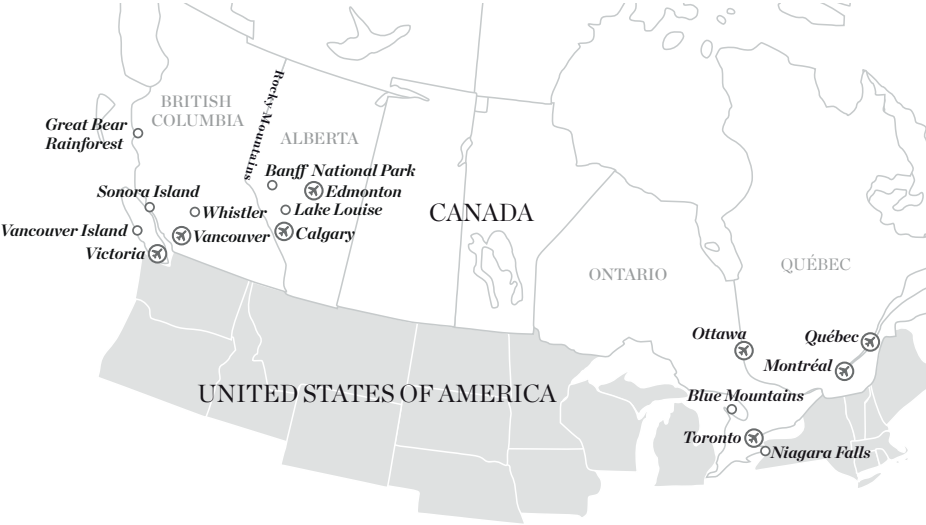 BRITISH
COLUMBIA
Rocky Mountains
ALBERTA
Great Bear
Rainforest
Banff National Park
Edmonton
Sonora Island
Whistler
Lake Louise
CANADA
Vancouver Island
Vancouver
Calgary
Victoria
ONTARIO
QUÉBEC
Ottawa
Québec
Montréal
UNITED STATES OF AMERICA
Blue Mountains
Toronto
Niagara Falls